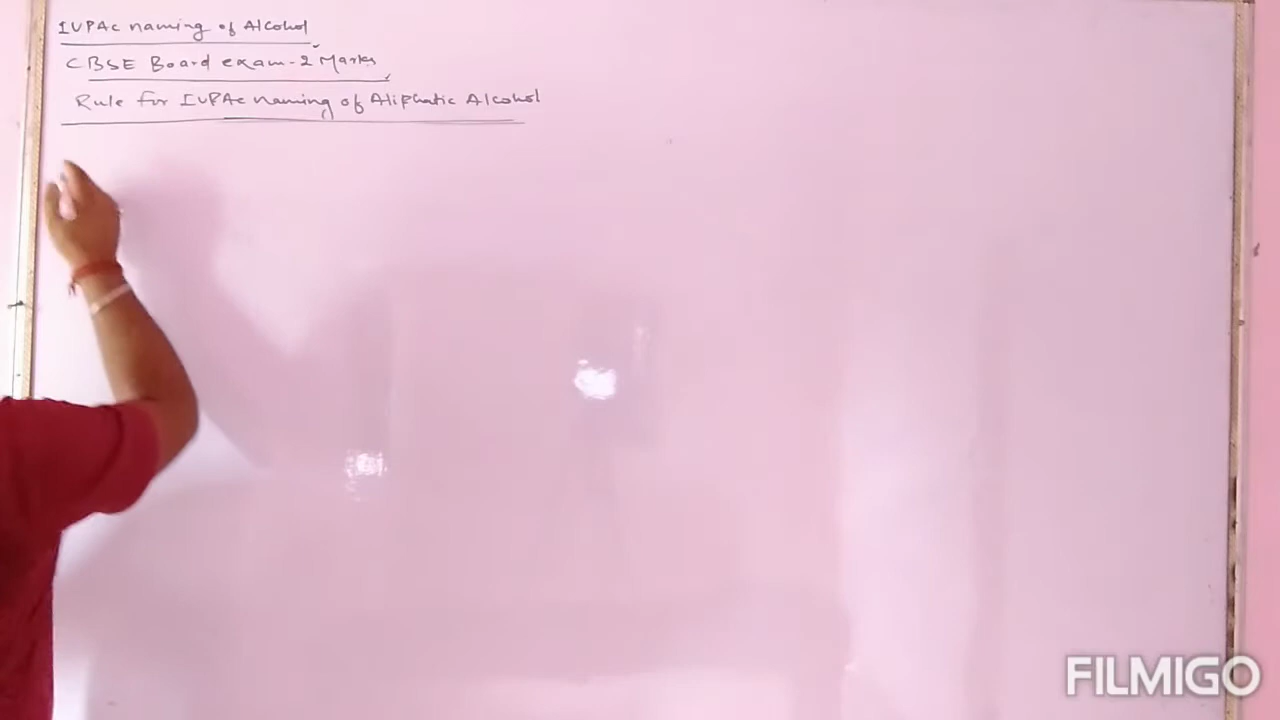 IUPAC naming of Alcohol
CBSE Board exam-2 Marks
Rule for IUPAC naming of Aliphatic Alcohol
FILMIGO